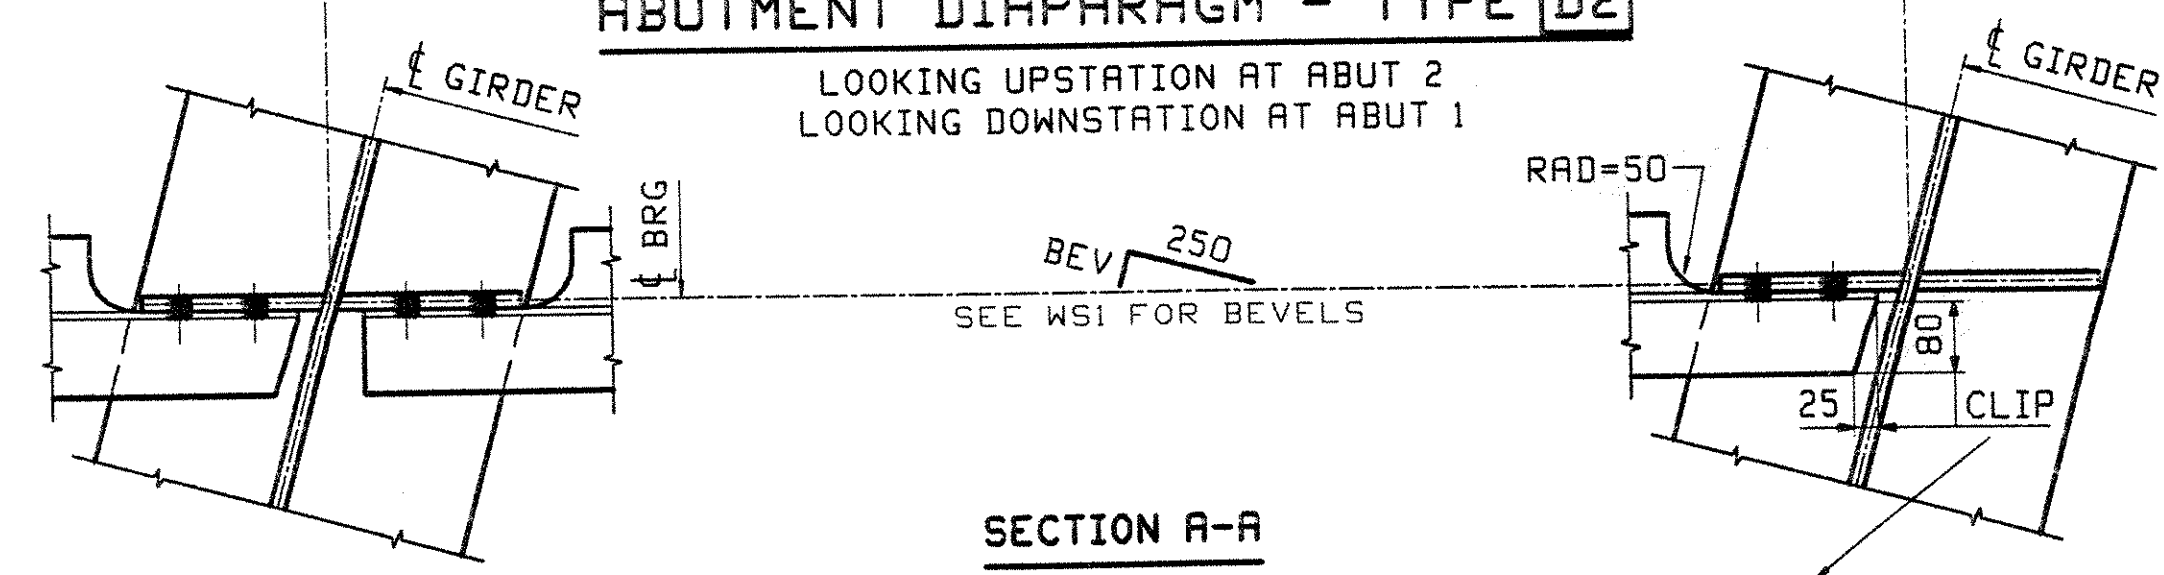 ABUTMENT DIAPARAGM - TYPE D2
LOOKING UPSTATION AT ABUT 2
LOOKING DOWNSTATION AT ABUT 1
℄ GIRDER
℄ GIRDER
RAD=50
℄ BRG
BEV 250
SEE WS1 FOR BEVELS
80
25
CLIP
SECTION A-A